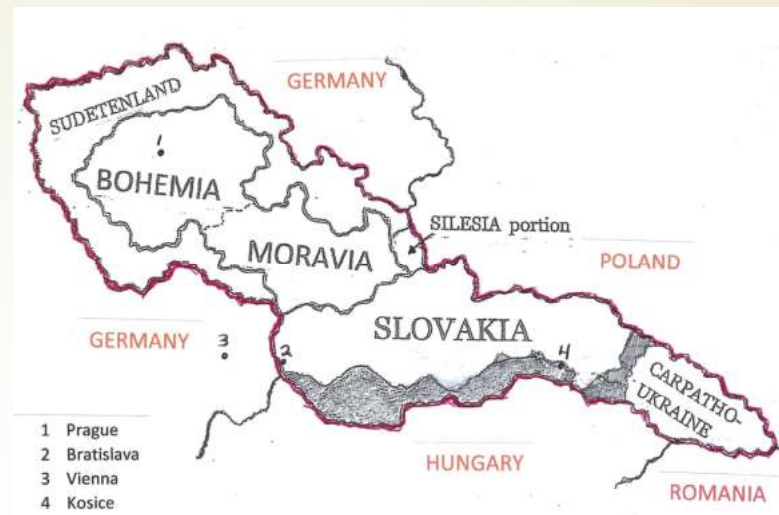 GERMANY
SUDETENLAND
1
BOHEMIA
SILESIA portion
MORAVIA
POLAND
SLOVAKIA
GERMANY
3
2
4
CARPATHO-
UKRAINE
1 Prague
2 Bratislava
3 Vienna
4 Kosice
HUNGARY
ROMANIA